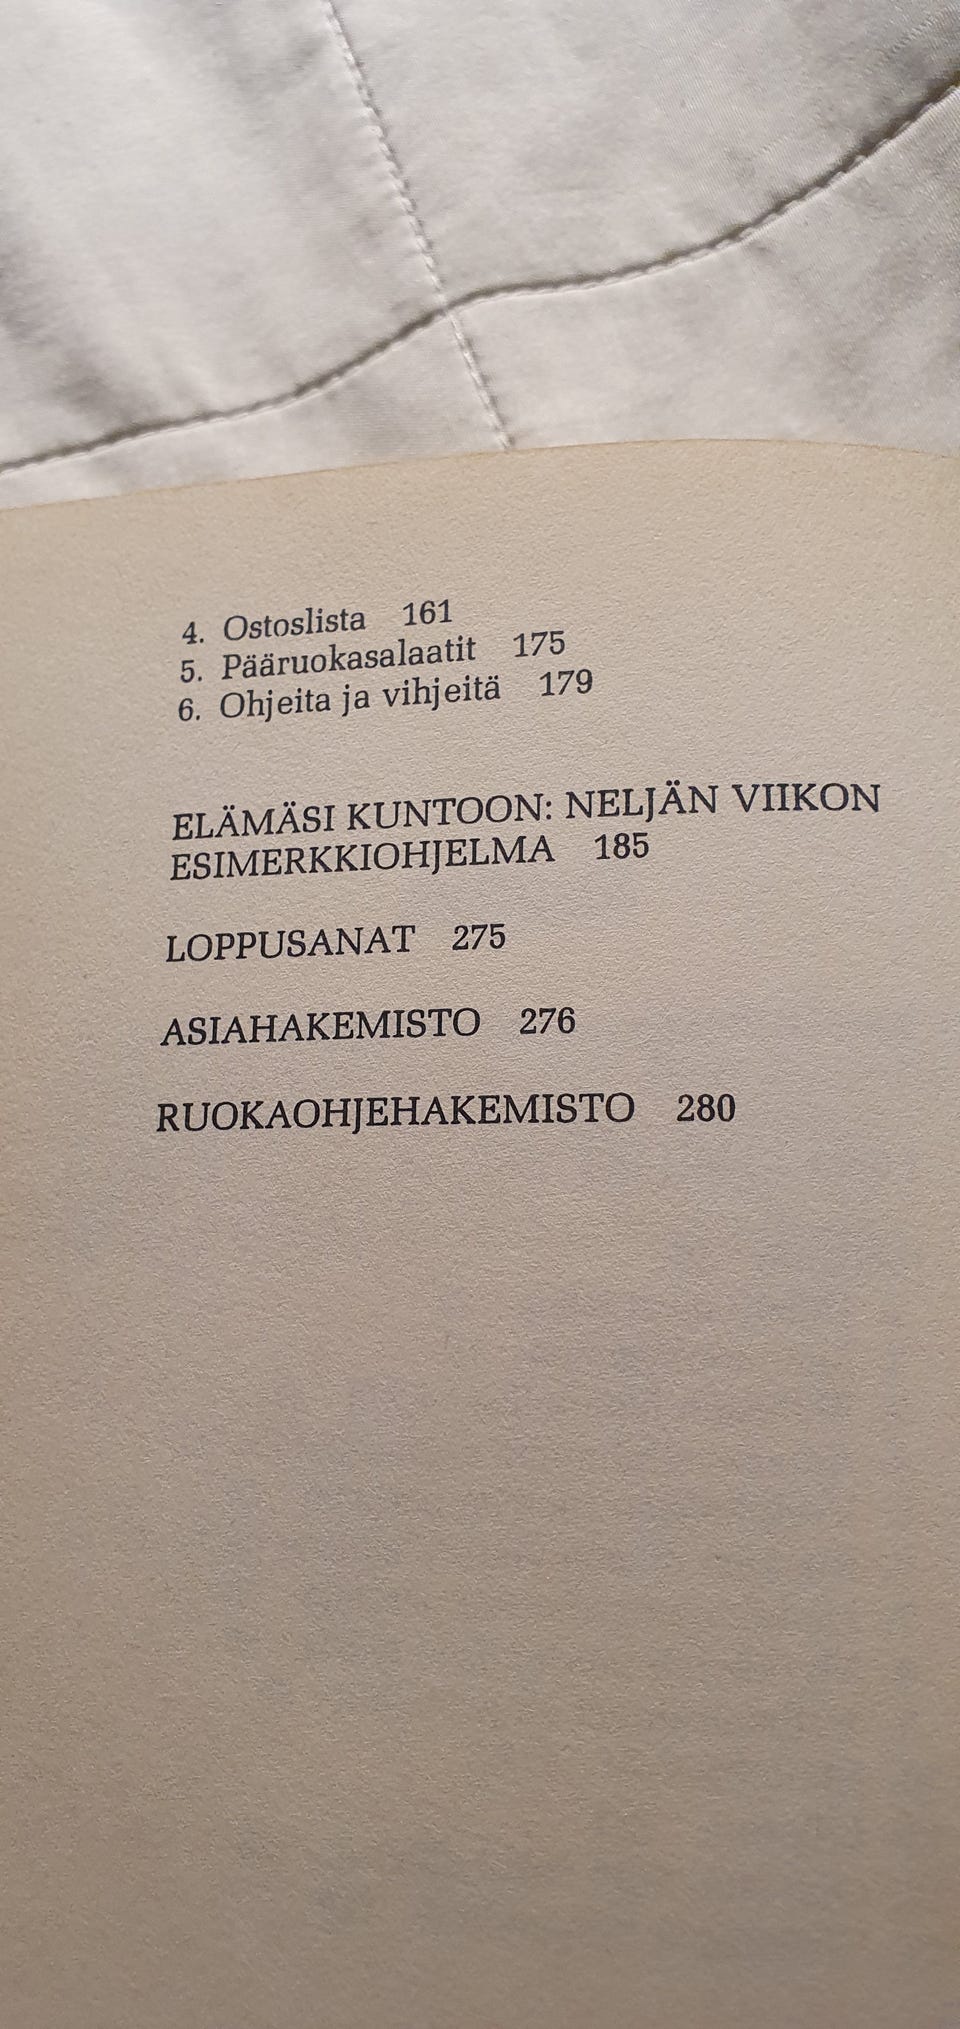 4. Ostoslista 161
5. Pääruokasalaatit 175
6. Ohjeita ja vihjeitä 179
ELÄMÄSI KUNTOON: NELJÄN VIIKON
ESIMERKKIOHJELMA 185
LOPPUSANAT 275
ASIAHAKEMISTO 276
RUOKAOHJEHAKEMISTO 280